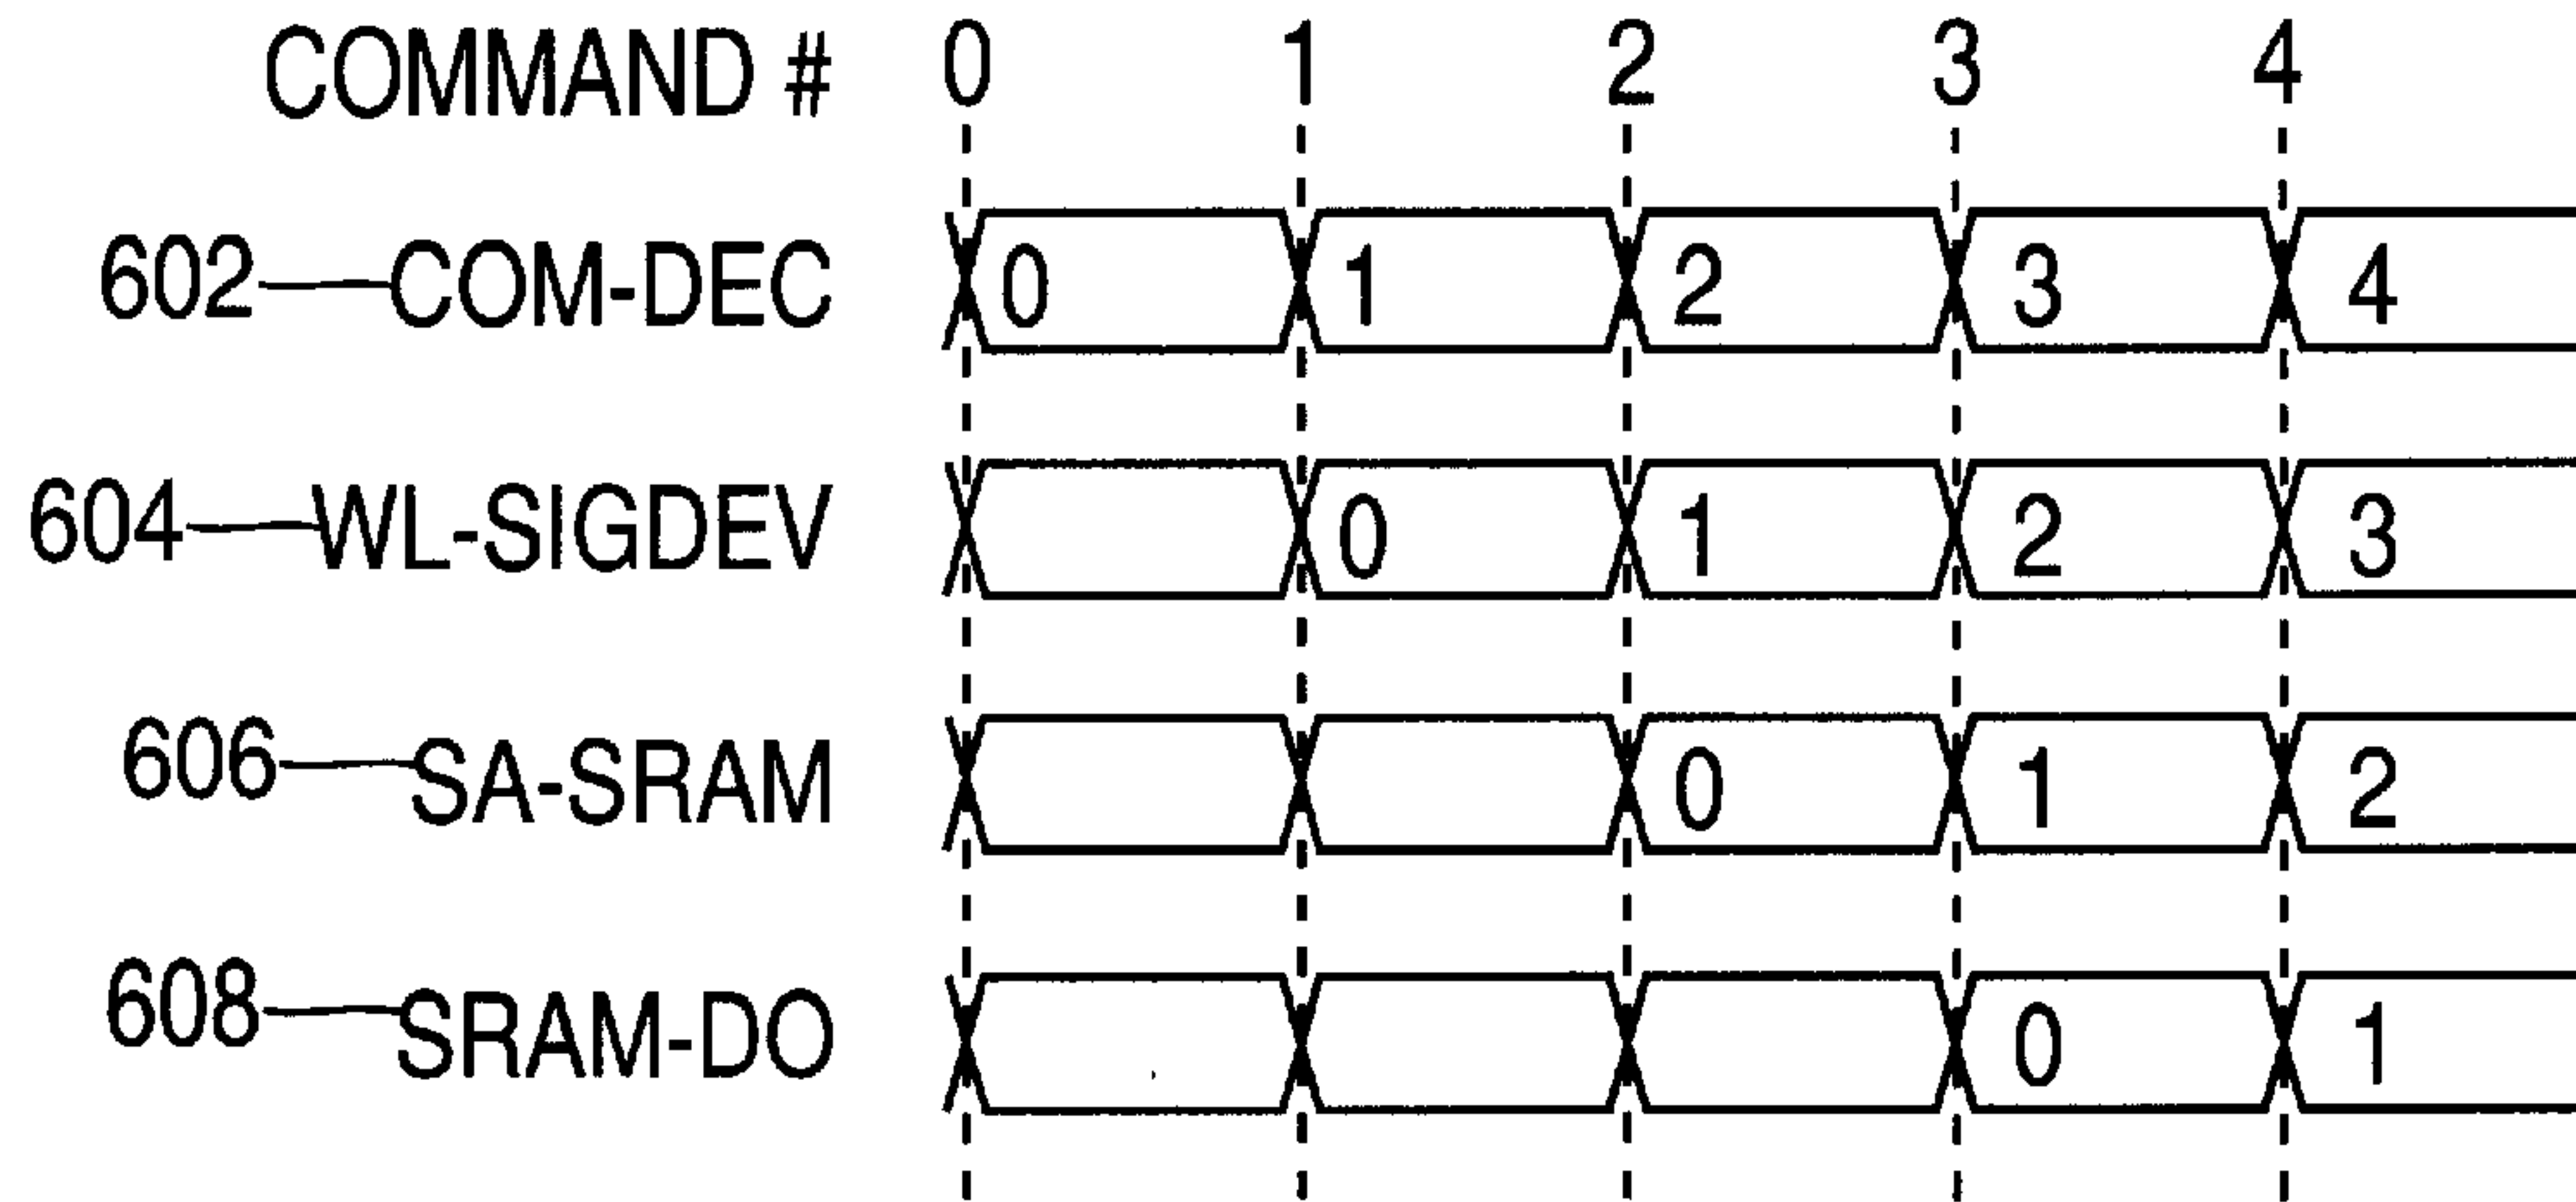 COMMAND # 0 1 2 3 4
602 COM-DEC 0 1 2 3 4
604 WL-SIGDEV 0 1 2 3
606 SA-SRAM 0 1 2
608 SRAM-DO 0 1